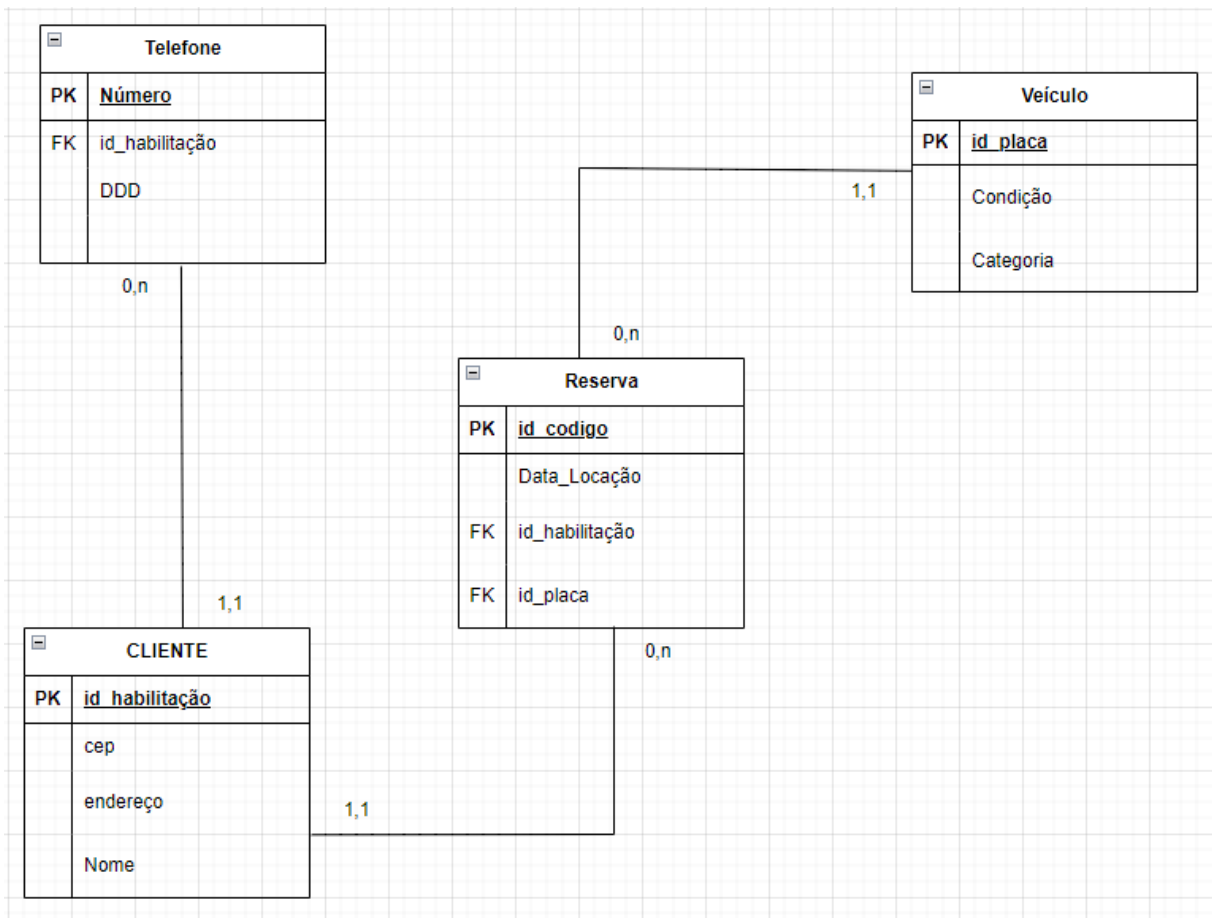 Telefone
PK Número
FK id_habilitação
DDD
0,n
1,1
Veículo
PK id_placa
Condição
Categoria
1,1
0,n
Reserva
PK id_codigo
Data_Locação
FK id_habilitação
FK id_placa
0,n
CLIENTE
PK id_habilitação
cep
endereço
Nome
1,1